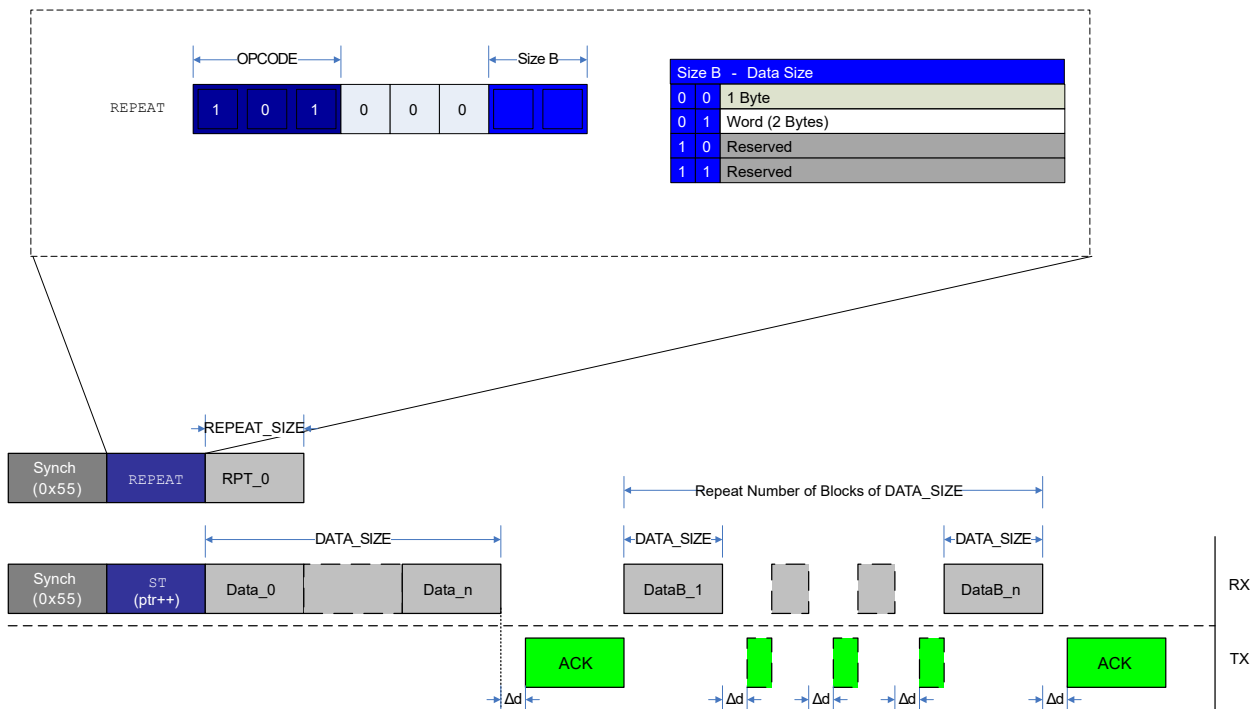 OPCODE
Size B
REPEAT
1 0 1 0 0 0
Size B - Data Size
0 0 1 Byte
0 1 Word (2 Bytes)
1 0 Reserved
1 1 Reserved
REPEAT_SIZE
Synch
(0x55)
REPEAT
RPT_0
Repeat Number of Blocks of DATA_SIZE
DATA_SIZE
DATA_SIZE
DATA_SIZE
Synch
(0x55)
ST
(ptr++)
Data_0
Data_n
DataB_1
DataB_n
RX
ACK
ACK
TX
Δd
Δd
Δd
Δd
Δd